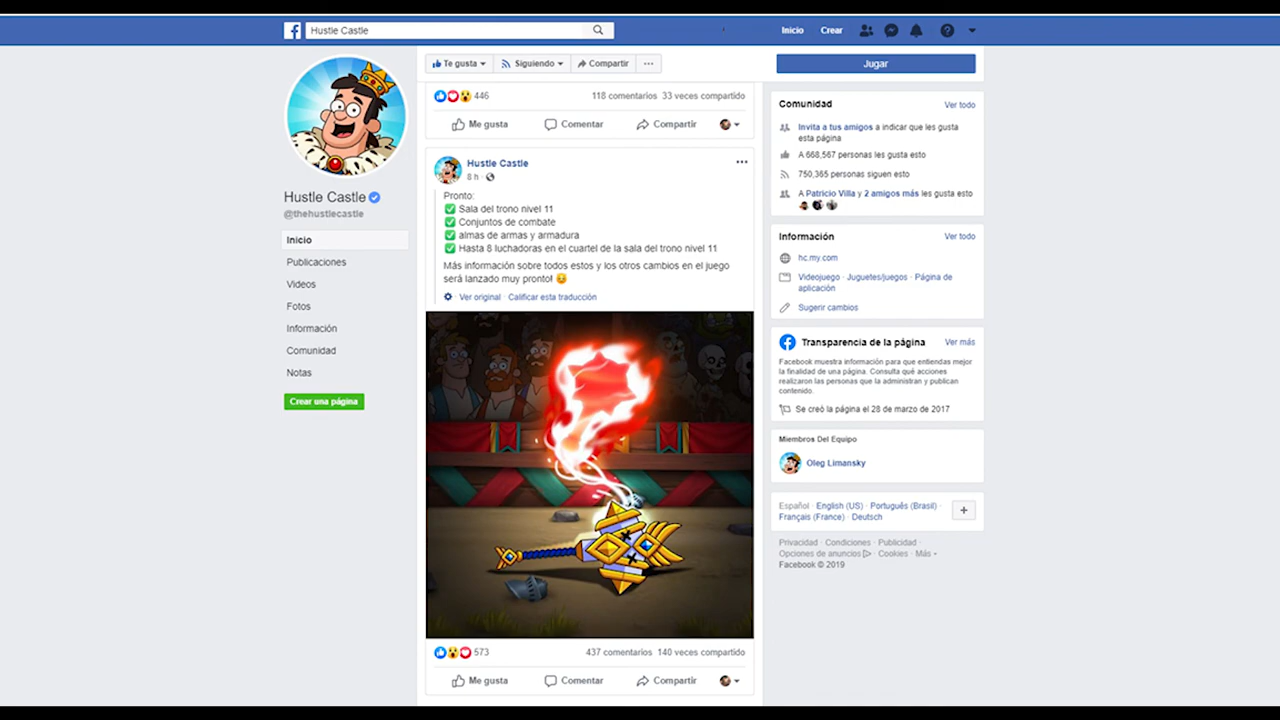 Hustle Castle
Inicio
Crear
Te gusta
Siguiendo
Compartir
Jugar
446
118 comentarios 33 veces compartido
Me gusta
Comentar
Compartir
Hustle Castle
@thehustlecastle
Inicio
Publicaciones
Videos
Fotos
Información
Comunidad
Notas
Crear una página
Hustle Castle
8 h
Pronto:
✅ Sala del trono nivel 11
✅ Conjuntos de combate
✅ almas de armas y armadura
✅ Hasta 8 luchadoras en el cuartel de la sala del trono nivel 11
Más información sobre todos estos y los otros cambios en el juego
será lanzado muy pronto! 😊
Ver original · Calificar esta traducción
573
437 comentarios 140 veces compartido
Me gusta
Comentar
Compartir
Comunidad
Ver todo
Invita a tus amigos a indicar que les gusta
esta página
A 668,567 personas les gusta esto
750,365 personas siguen esto
A Patricio Villa y 2 amigos más les gusta esto
Información
Ver todo
hc.my.com
Videojuego · Juguetes/juegos · Página de
aplicación
Sugerir cambios
Transparencia de la página
Ver más
Facebook muestra información para que entiendas mejor
la finalidad de una página. Consulta qué acciones
realizaron las personas que la administran y publican
contenido.
Se creó la página el 28 de marzo de 2017
Miembros Del Equipo
Oleg Limansky
Español · English (US) · Português (Brasil) ·
Français (France) · Deutsch
Privacidad · Condiciones · Publicidad ·
Opciones de anuncios · Cookies · Más
Facebook © 2019